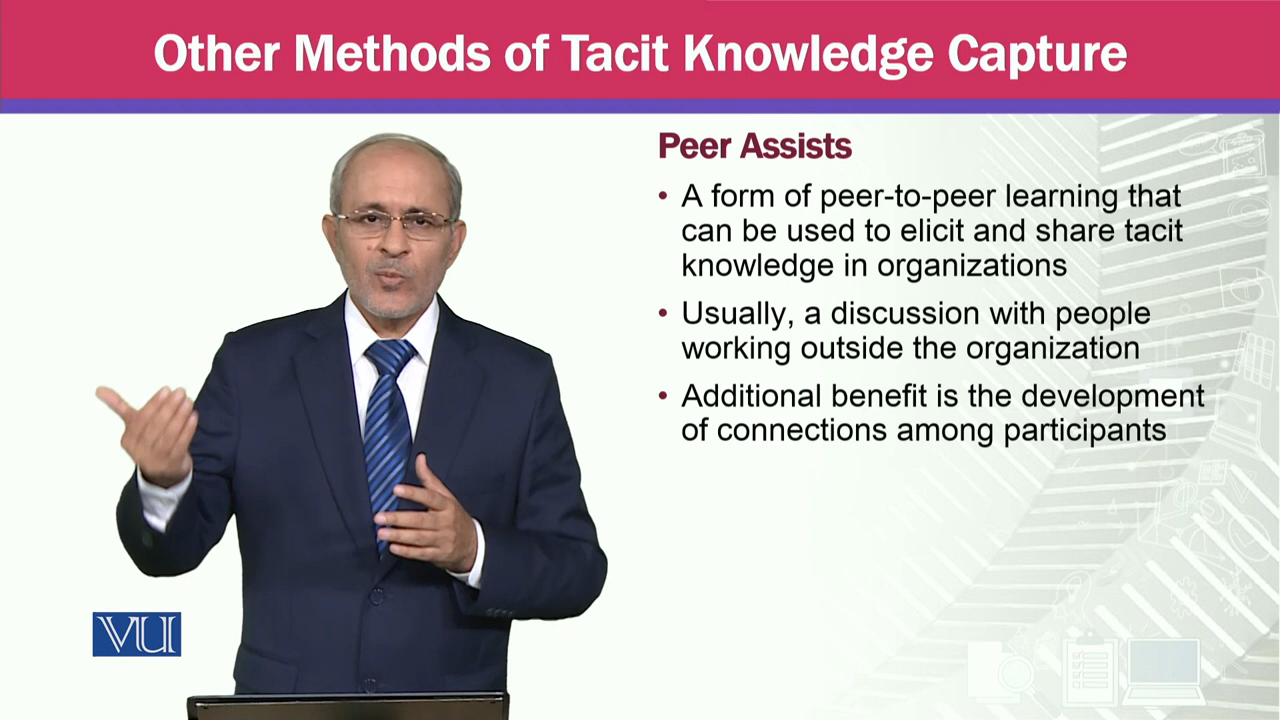 Other Methods of Tacit Knowledge Capture
Peer Assists
• A form of peer-to-peer learning that
can be used to elicit and share tacit
knowledge in organizations
• Usually, a discussion with people
working outside the organization
• Additional benefit is the development
of connections among participants
VU